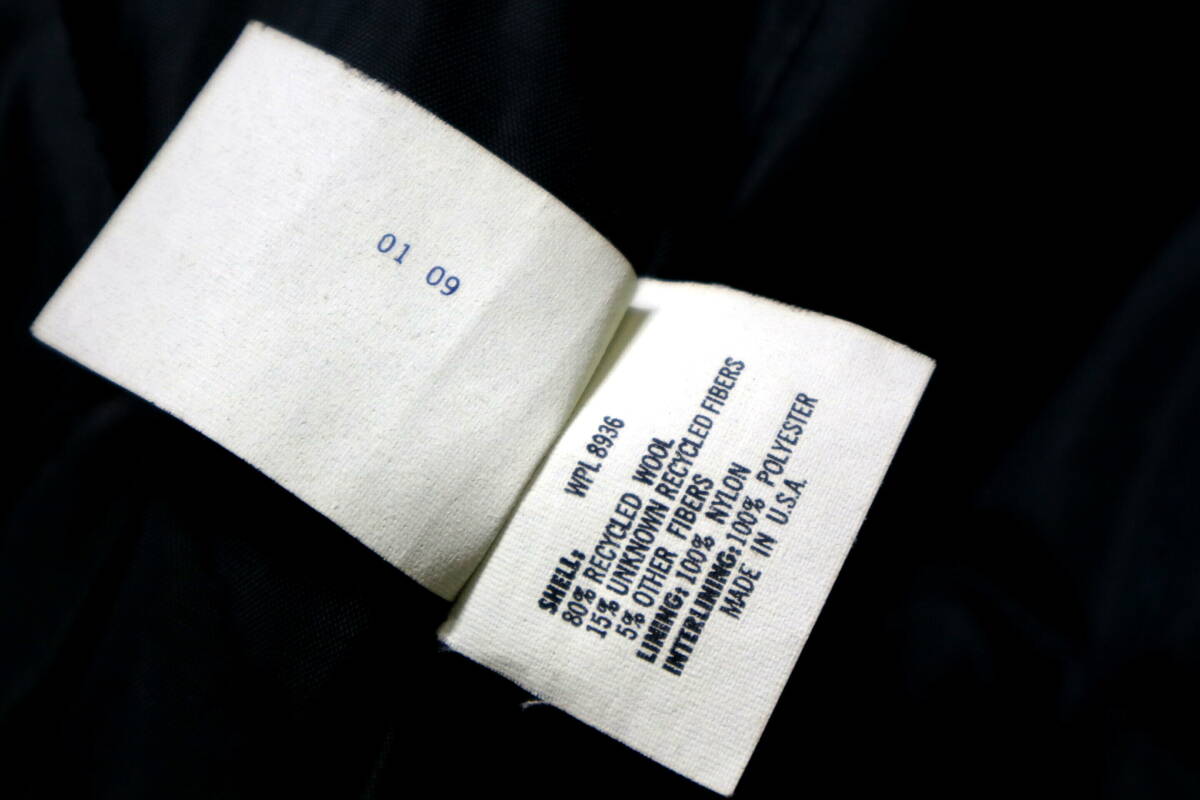 01 09
WPL 8936
SHELL:
80% RECYCLED WOOL
15% UNKNOWN RECYCLED FIBERS
5% OTHER FIBERS
LINING: 100% NYLON
INTERLINING: 100% POLYESTER
MADE IN U.S.A.